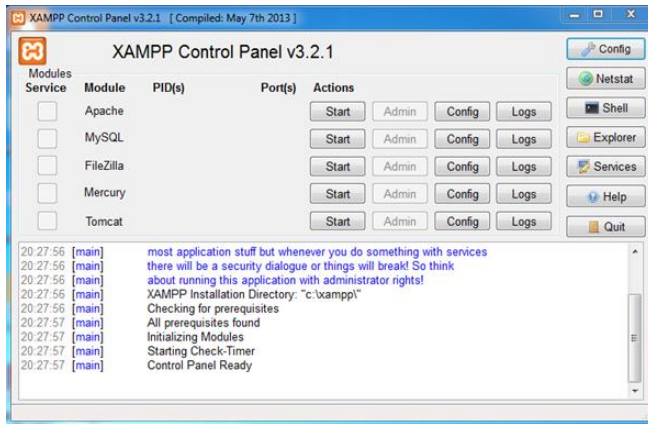 XAMPP Control Panel v3.2.1 [ Compiled: May 7th 2013 ]
XAMPP Control Panel v3.2.1
Config
Modules
Service Module PID(s) Port(s) Actions
Netstat
Apache Start Admin Config Logs
Shell
MySQL Start Admin Config Logs
Explorer
FileZilla Start Admin Config Logs
Services
Mercury Start Admin Config Logs
Help
Tomcat Start Admin Config Logs
Quit
20:27:56 [main] most application stuff but whenever you do something with services
20:27:56 [main] there will be a security dialogue or things will break! So think
20:27:56 [main] about running this application with administrator rights!
20:27:56 [main] XAMPP Installation Directory: "c:\xampp\"
20:27:56 [main] Checking for prerequisites
20:27:57 [main] All prerequisites found
20:27:57 [main] Initializing Modules
20:27:57 [main] Starting Check-Timer
20:27:57 [main] Control Panel Ready